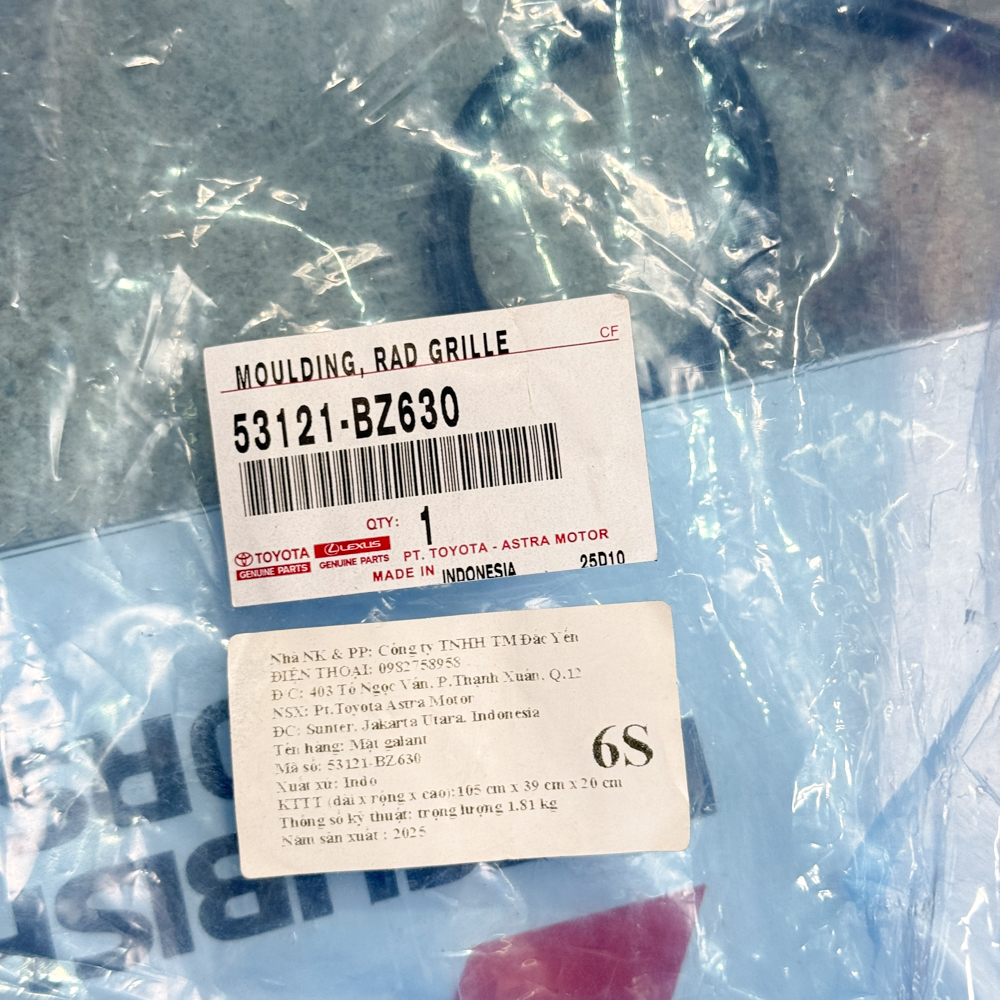 MOULDING, RAD GRILLE
CF
53121-BZ630
QTY: 1
TOYOTA
GENUINE PARTS
LEXUS
GENUINE PARTS
PT. TOYOTA - ASTRA MOTOR
MADE IN INDONESIA
25D10
Nhà NK & PP: Công ty TNHH TM Đăc Yến
ĐIỆN THOẠI: 0982758958
Đ/C: 403 Tô Ngọc Vân, P.Thạnh Xuân, Q.12
NSX: Pt.Toyota Astra Motor
ĐC: Sunter. Jakarta Utara. Indonesia
Tên hàng: Mặt galant
Mã số: 53121-BZ630
Xuất xứ: Indo
KTTT (dài x rộng x cao):105 cm x 39 cm x 20 cm
Thông số kỹ thuật: trọng lượng 1.81 kg
Năm sản xuất : 2025
6S